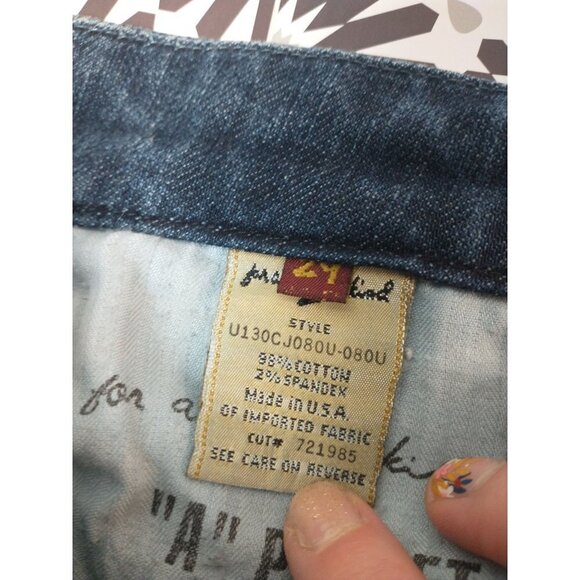 24
STYLE
U130CJ080U-080U
98% COTTON
2% SPANDEX
Made in U.S.A
OF IMPORTED FABRIC
CUT# 721985
SEE CARE ON REVERSE
for a
"A" P